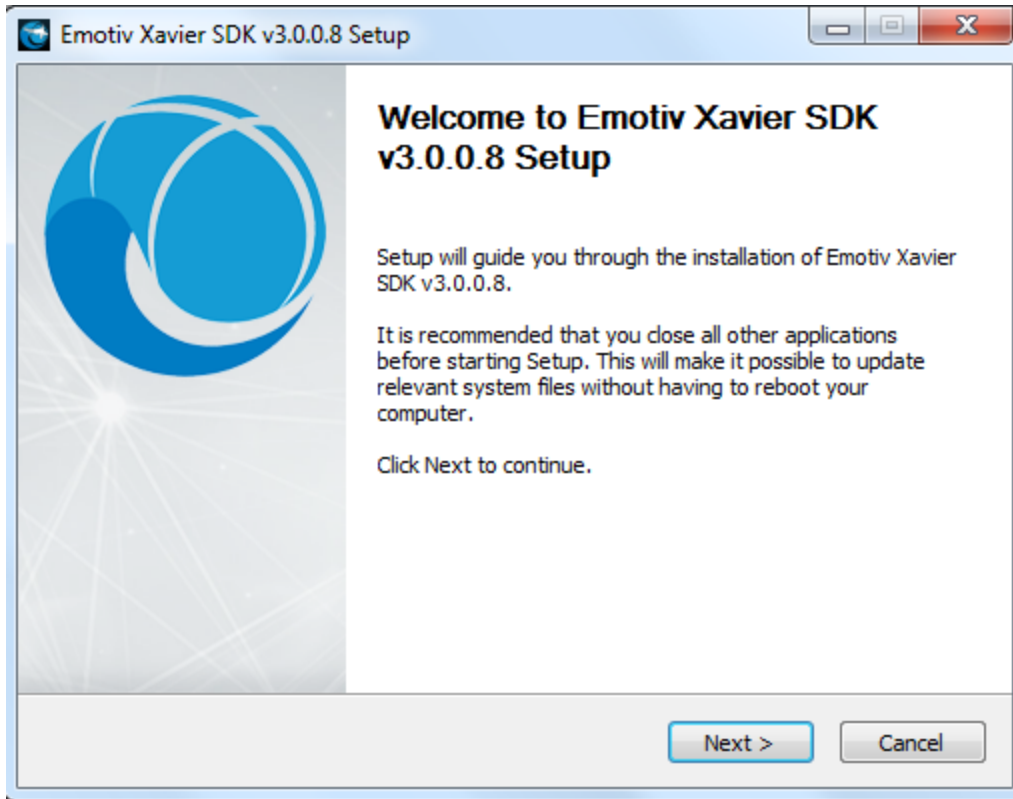 Emotiv Xavier SDK v3.0.0.8 Setup
Welcome to Emotiv Xavier SDK
v3.0.0.8 Setup
Setup will guide you through the installation of Emotiv Xavier
SDK v3.0.0.8.
It is recommended that you close all other applications
before starting Setup. This will make it possible to update
relevant system files without having to reboot your
computer.
Click Next to continue.
Next >
Cancel